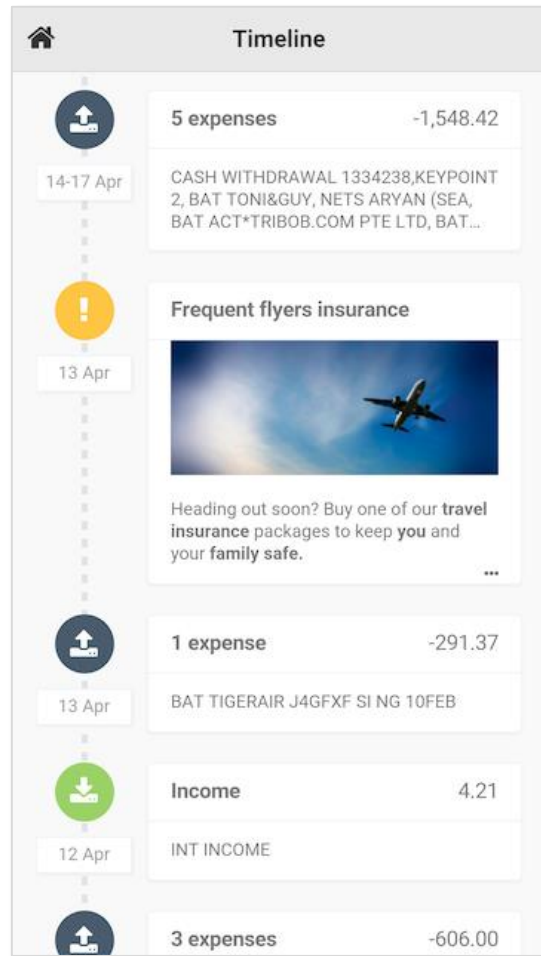 Timeline
5 expenses -1,548.42
14-17 Apr
CASH WITHDRAWAL 1334238,KEYPOINT
2, BAT TONI&GUY, NETS ARYAN (SEA,
BAT ACT*TRIBOB.COM PTE LTD, BAT...
Frequent flyers insurance
13 Apr
Heading out soon? Buy one of our travel
insurance packages to keep you and
your family safe.
1 expense -291.37
13 Apr
BAT TIGERAIR J4GFXF SI NG 10FEB
Income 4.21
12 Apr
INT INCOME
3 expenses -606.00